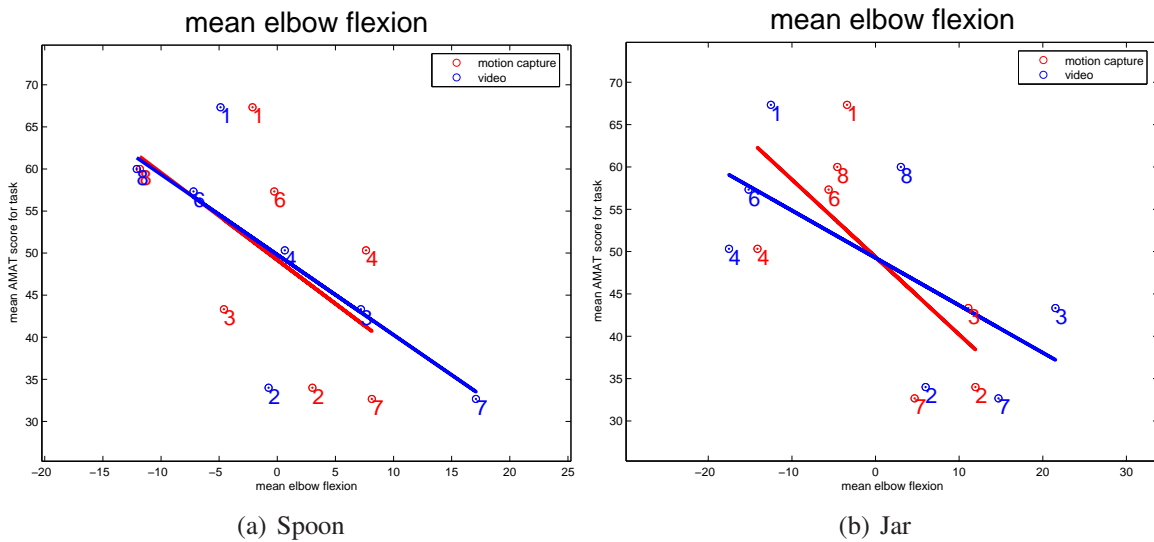 mean elbow flexion
motion capture
video
mean AMAT score for task
70
65
60
55
50
45
40
35
30
1 1
8 8
6 6
4 4
3 3
2 2
7 7
−20 −15 −10 −5 0 5 10 15 20 25
mean elbow flexion
(a) Spoon
mean elbow flexion
motion capture
video
mean AMAT score for task
70
65
60
55
50
45
40
35
30
1 1
8 8
6 6
4 4
3 3
2 2
7 7
−20 −10 0 10 20 30
mean elbow flexion
(b) Jar